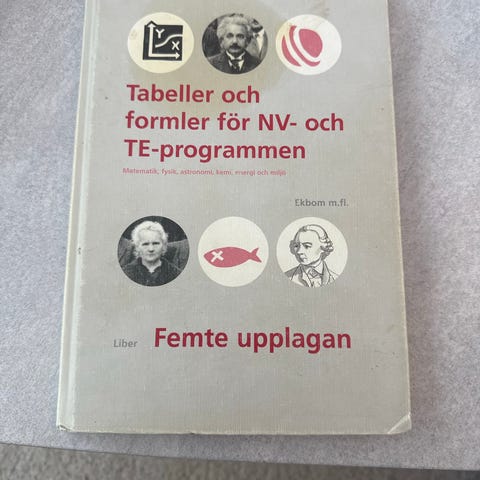 Y
X
Tabeller och
formler för NV- och
TE-programmen
Matematik, fysik, astronomi, kemi, energi och miljö
Ekbom m.fl.
Liber Femte upplagan